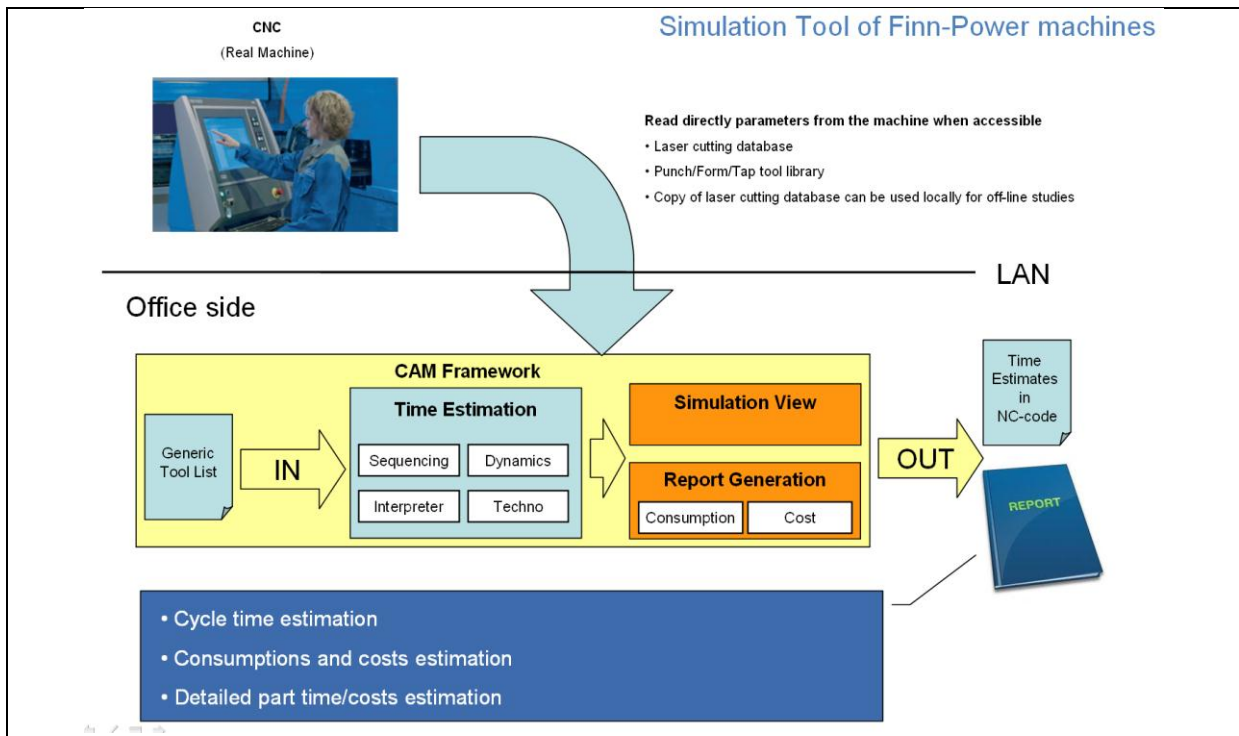 CNC
(Real Machine)
Simulation Tool of Finn-Power machines
Read directly parameters from the machine when accessible
• Laser cutting database
• Punch/Form/Tap tool library
• Copy of laser cutting database can be used locally for off-line studies
LAN
Office side
CAM Framework
Generic
Tool List
IN
Time Estimation
Sequencing
Dynamics
Interpreter
Techno
Simulation View
Report Generation
Consumption
Cost
OUT
Time
Estimates
in
NC-code
REPORT
• Cycle time estimation
• Consumptions and costs estimation
• Detailed part time/costs estimation